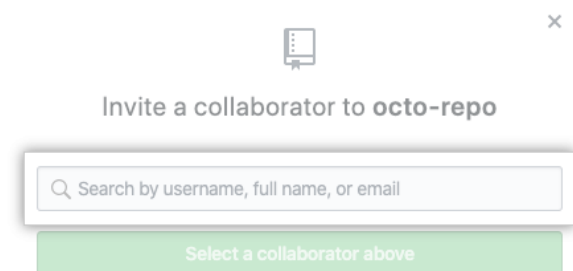 Invite a collaborator to octo-repo
Search by username, full name, or email
Select a collaborator above